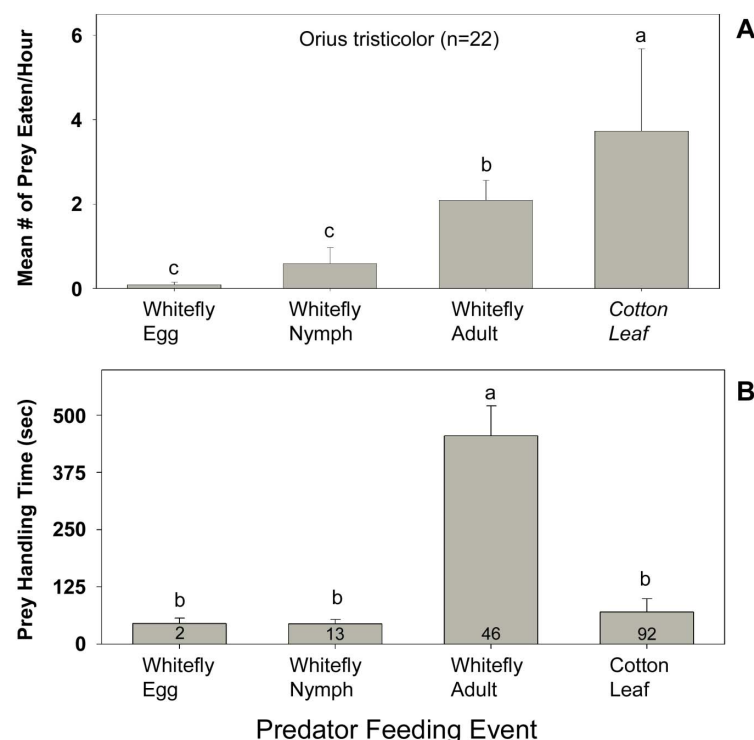 A
Orius tristicolor (n=22)
Mean # of Prey Eaten/Hour
6
4
2
0
c
c
b
a
Whitefly Egg
Whitefly Nymph
Whitefly Adult
Cotton Leaf
B
Prey Handling Time (sec)
500
375
250
125
0
b
b
a
b
2
13
46
92
Whitefly Egg
Whitefly Nymph
Whitefly Adult
Cotton Leaf
Predator Feeding Event